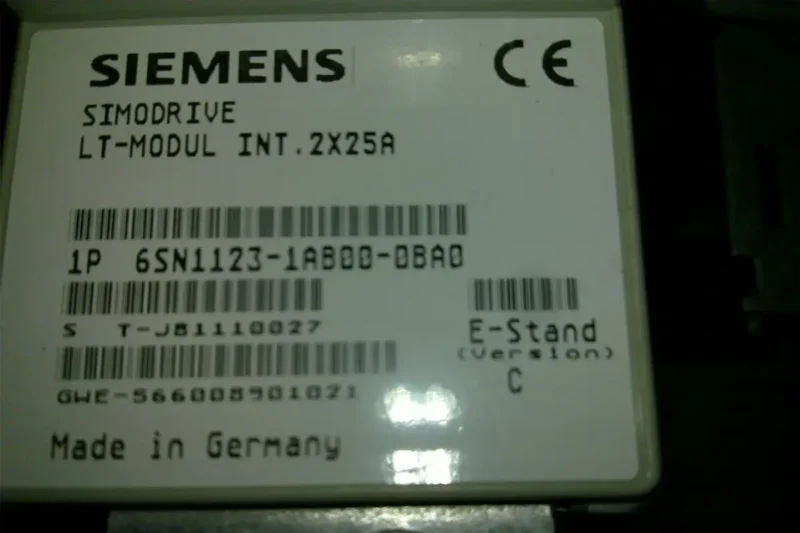 SIEMENS CE
SIMODRIVE
LT-MODUL INT.2X25A
1P 6SN1123-1AB00-0BA0
S T-J81110027
E-Stand
(Version)
GWE-566008901021
C
Made in Germany